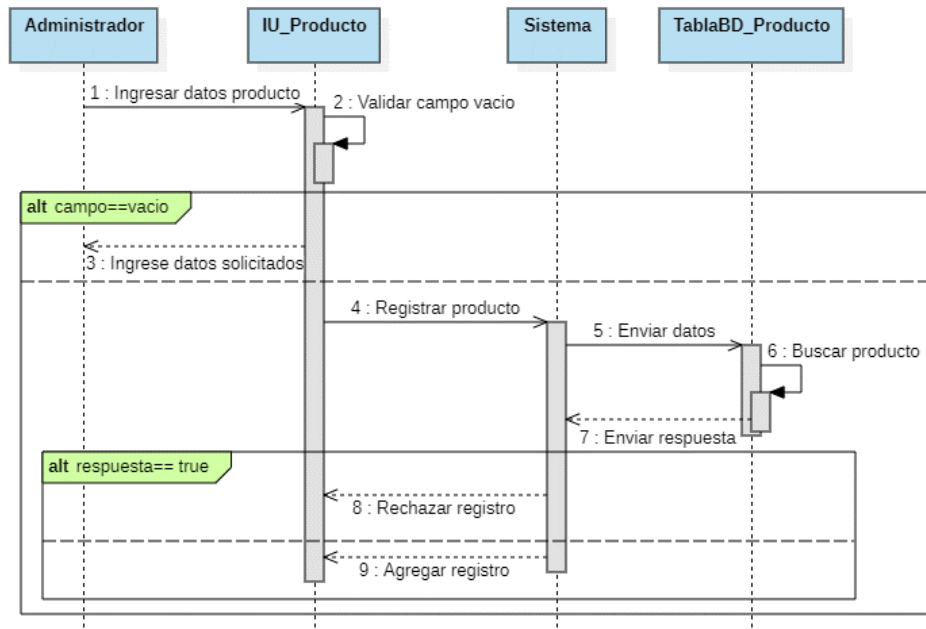 Administrador
IU_Producto
Sistema
TablaBD_Producto
1 : Ingresar datos producto
2 : Validar campo vacio
alt campo==vacio
3 : Ingrese datos solicitados
4 : Registrar producto
5 : Enviar datos
6 : Buscar producto
7 : Enviar respuesta
alt respuesta== true
8 : Rechazar registro
9 : Agregar registro